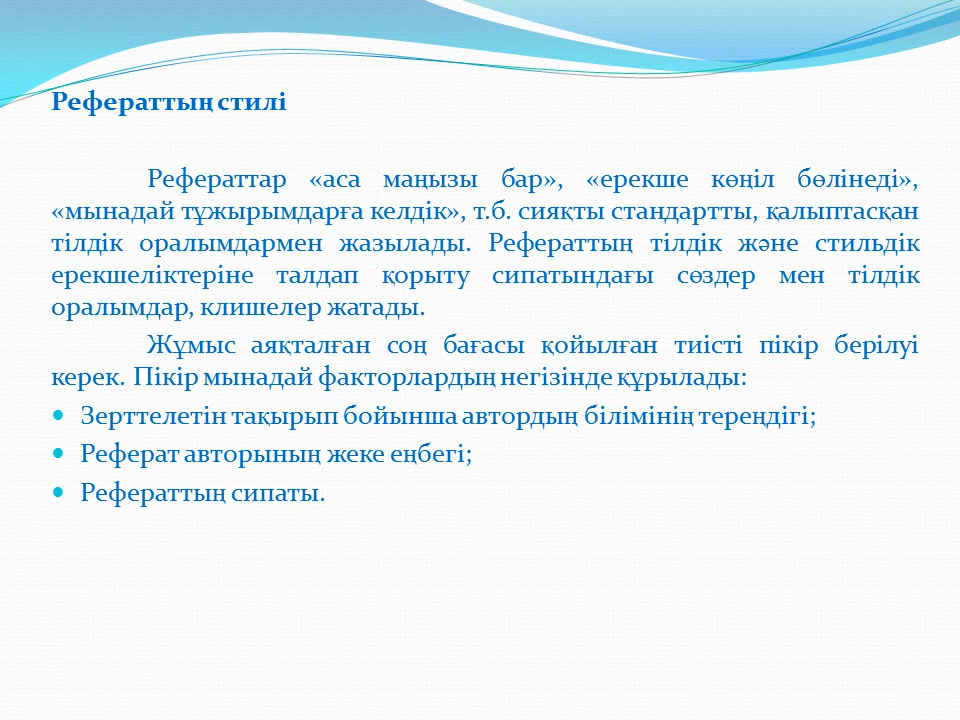 Рефераттың стилі
Рефераттар «аса маңызы бар», «ерекше көңіл бөлінеді»,
«мынадай тұжырымдарға келдік», т.б. сияқты стандартты, қалыптасқан
тілдік оралымдармен жазылады. Рефераттың тілдік және стильдік
ерекшеліктеріне талдап қорыту сипатындағы сөздер мен тілдік
оралымдар, клишелер жатады.
Жұмыс аяқталған соң бағасы қойылған тиісті пікір берілуі
керек. Пікір мынадай факторлардың негізінде құрылады:
• Зерттелетін тақырып бойынша автордың білімінің тереңдігі;
• Реферат авторының жеке еңбегі;
• Рефераттың сипаты.